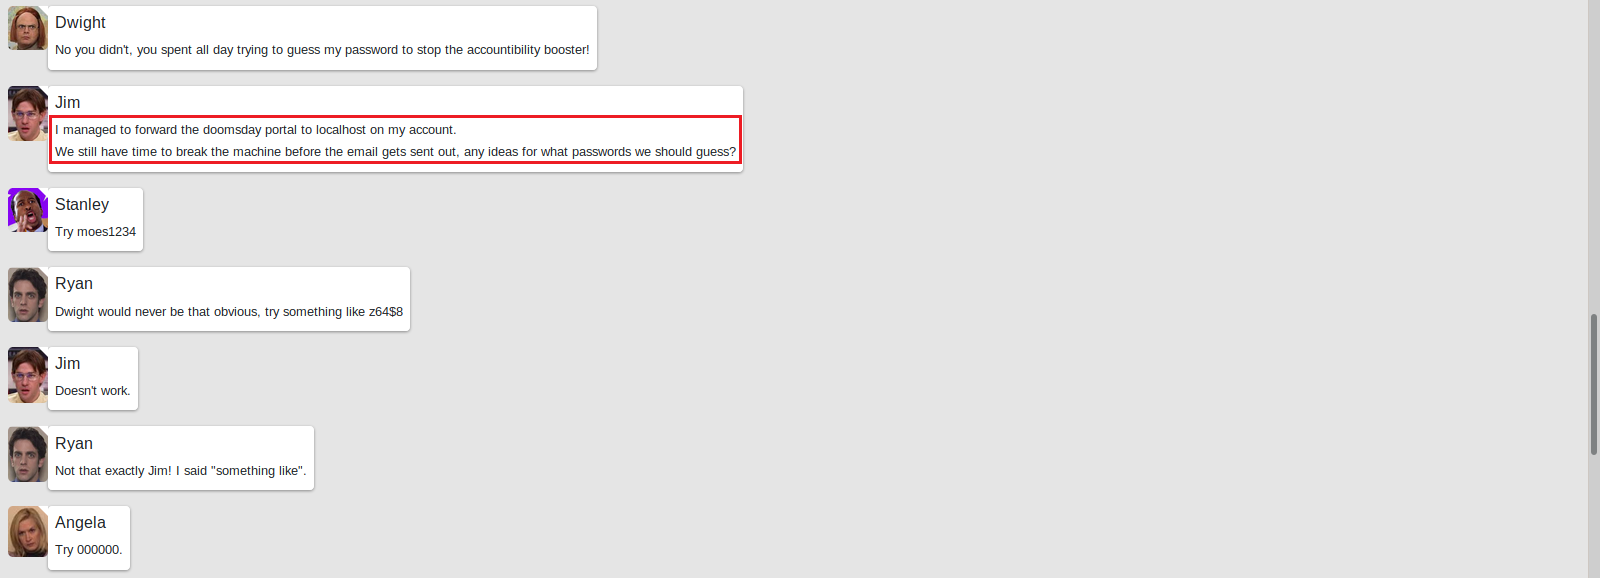 Dwight
No you didn't, you spent all day trying to guess my password to stop the accountibility booster!
Jim
I managed to forward the doomsday portal to localhost on my account.
We still have time to break the machine before the email gets sent out, any ideas for what passwords we should guess?
Stanley
Try moes1234
Ryan
Dwight would never be that obvious, try something like z64$8
Jim
Doesn't work.
Ryan
Not that exactly Jim! I said "something like".
Angela
Try 000000.